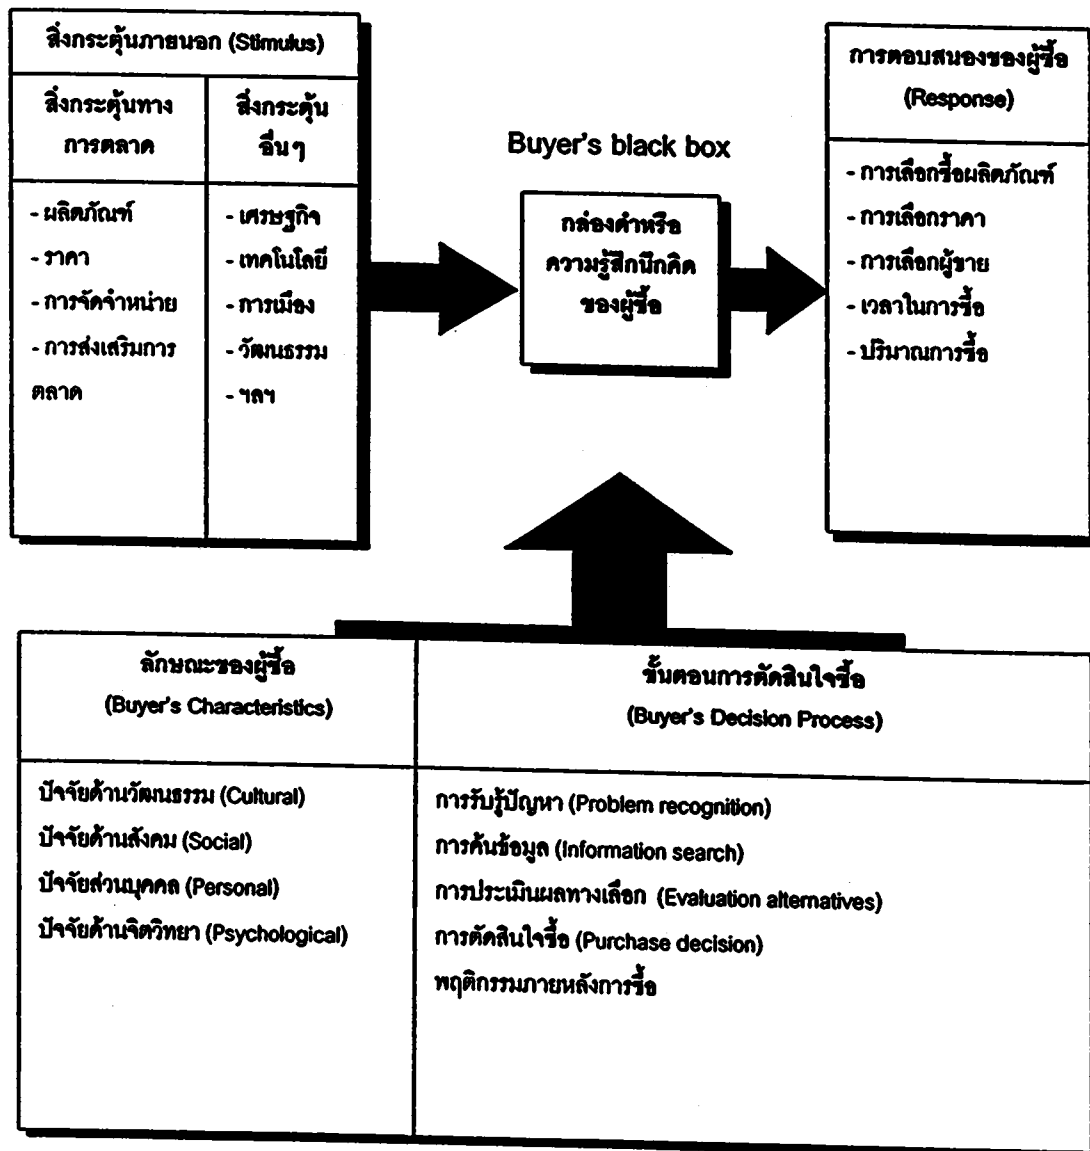 สิ่งกระตุ้นภายนอก (Stimulus)
สิ่งกระตุ้นทาง
การตลาด
- ผลิตภัณฑ์
- ราคา
- การจัดจำหน่าย
- การส่งเสริมการ
ตลาด
สิ่งกระตุ้น
อื่นๆ
- เศรษฐกิจ
- เทคโนโลยี
- การเมือง
- วัฒนธรรม
- ฯลฯ
Buyer's black box
กล่องดำหรือ
ความรู้สึกนึกคิด
ของผู้ซื้อ
การตอบสนองของผู้ซื้อ
(Response)
- การเลือกซื้อผลิตภัณฑ์
- การเลือกราคา
- การเลือกผู้ขาย
- เวลาในการซื้อ
- ปริมาณการซื้อ
ลักษณะของผู้ซื้อ
(Buyer's Characteristics)
ปัจจัยด้านวัฒนธรรม (Cultural)
ปัจจัยด้านสังคม (Social)
ปัจจัยส่วนบุคคล (Personal)
ปัจจัยด้านจิตวิทยา (Psychological)
ขั้นตอนการตัดสินใจซื้อ
(Buyer's Decision Process)
การรับรู้ปัญหา (Problem recognition)
การค้นข้อมูล (Information search)
การประเมินผลทางเลือก (Evaluation alternatives)
การตัดสินใจซื้อ (Purchase decision)
พฤติกรรมภายหลังการซื้อ